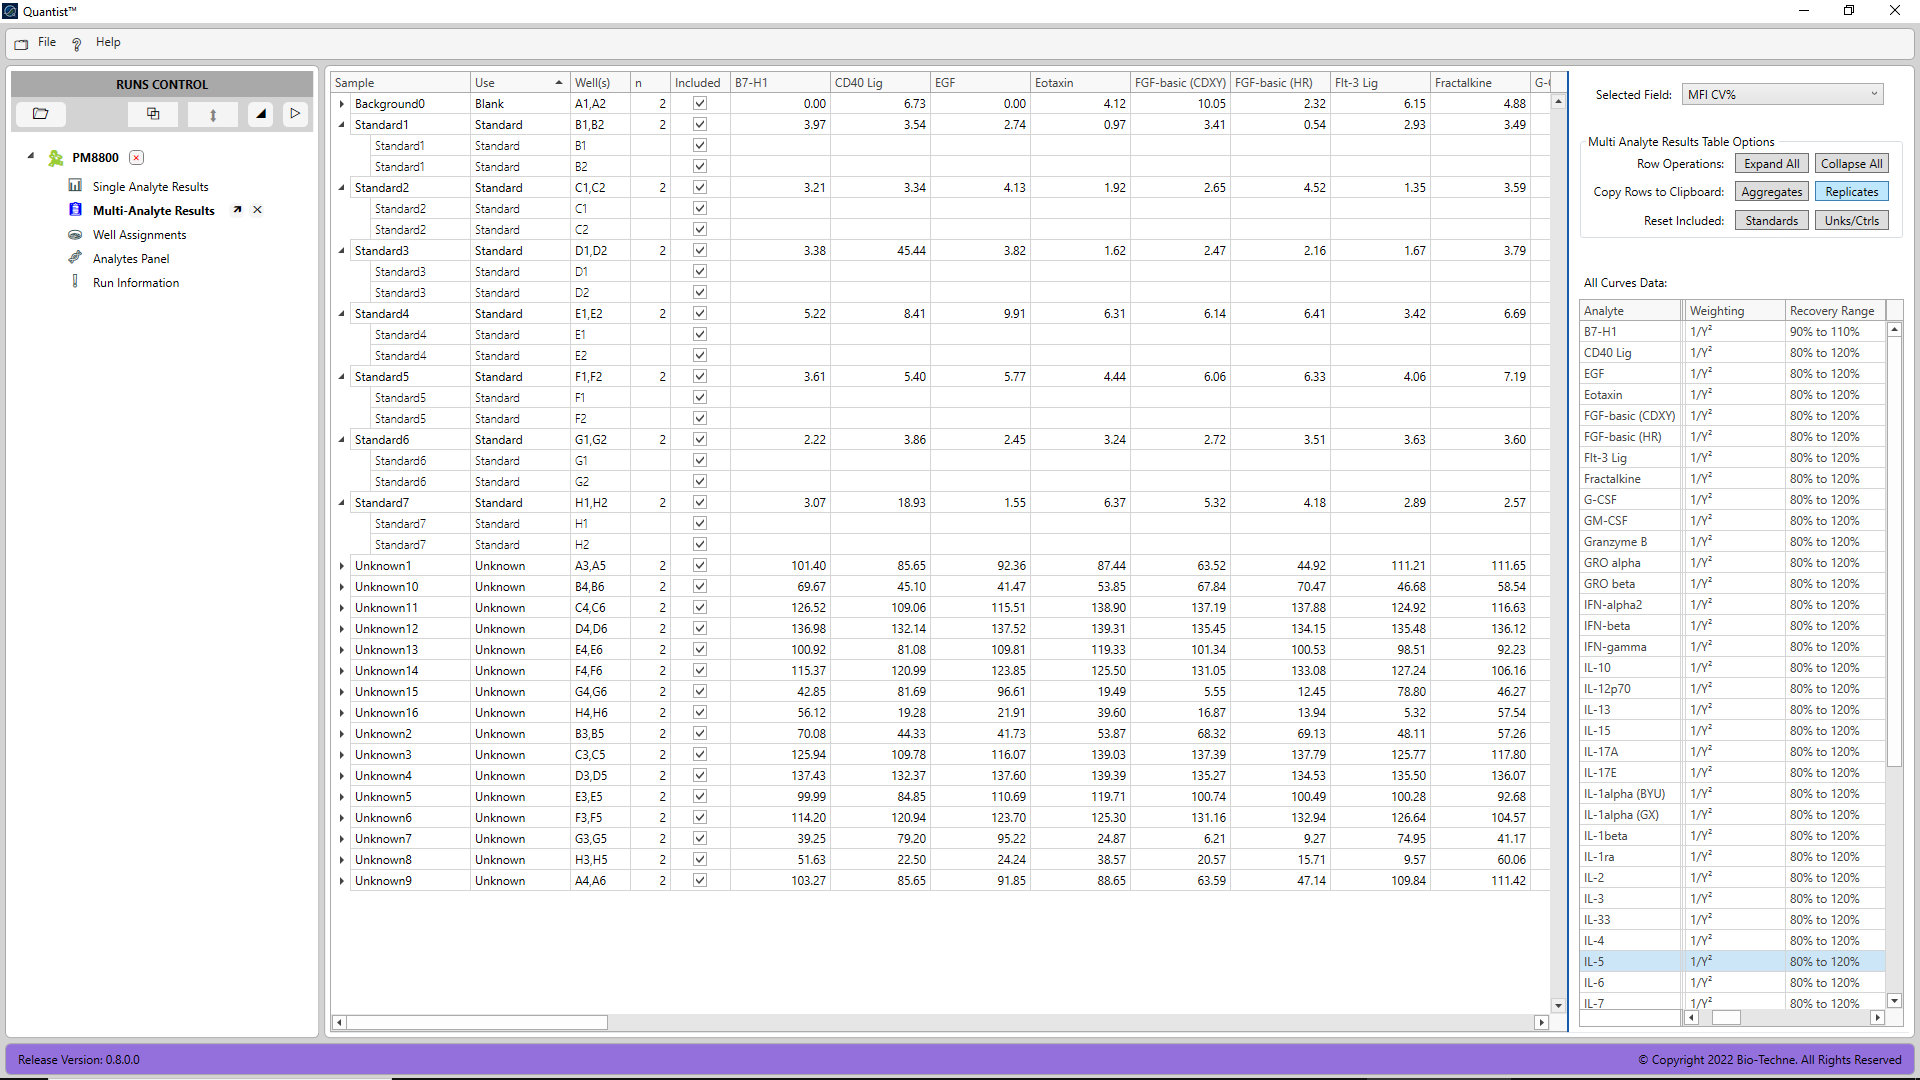 Quantist™
File Help
RUNS CONTROL
PM8800
Single Analyte Results
Multi-Analyte Results
Well Assignments
Analytes Panel
Run Information
Sample Use Well(s) n Included B7-H1 CD40 Lig EGF Eotaxin FGF-basic (CDXY) FGF-basic (HR) Flt-3 Lig Fractalkine
Background0 Blank A1,A2 2 0.00 6.73 0.00 4.12 10.05 2.32 6.15 4.88
Standard1 Standard B1,B2 2 3.97 3.54 2.74 0.97 3.41 0.54 2.93 3.49
Standard1 Standard B1
Standard1 Standard B2
Standard2 Standard C1,C2 2 3.21 3.34 4.13 1.92 2.65 4.52 1.35 3.59
Standard2 Standard C1
Standard2 Standard C2
Standard3 Standard D1,D2 2 3.38 45.44 3.82 1.62 2.47 2.16 1.67 3.79
Standard3 Standard D1
Standard3 Standard D2
Standard4 Standard E1,E2 2 5.22 8.41 9.91 6.31 6.14 6.41 3.42 6.69
Standard4 Standard E1
Standard4 Standard E2
Standard5 Standard F1,F2 2 3.61 5.40 5.77 4.44 6.06 6.33 4.06 7.19
Standard5 Standard F1
Standard5 Standard F2
Standard6 Standard G1,G2 2 2.22 3.86 2.45 3.24 2.72 3.51 3.63 3.60
Standard6 Standard G1
Standard6 Standard G2
Standard7 Standard H1,H2 2 3.07 18.93 1.55 6.37 5.32 4.18 2.89 2.57
Standard7 Standard H1
Standard7 Standard H2
Unknown1 Unknown A3,A5 2 101.40 85.65 92.36 87.44 63.52 44.92 111.21 111.65
Unknown10 Unknown B4,B6 2 69.67 45.10 41.47 53.85 67.84 70.47 46.68 58.54
Unknown11 Unknown C4,C6 2 126.52 109.06 115.51 138.90 137.19 137.88 124.92 116.63
Unknown12 Unknown D4,D6 2 136.98 132.14 137.52 139.31 135.45 134.15 135.48 136.12
Unknown13 Unknown E4,E6 2 100.92 81.08 109.81 119.33 101.34 100.53 98.51 92.23
Unknown14 Unknown F4,F6 2 115.37 120.99 123.85 125.50 131.05 133.08 127.24 106.16
Unknown15 Unknown G4,G6 2 42.85 81.69 96.61 19.49 5.55 12.45 78.80 46.27
Unknown16 Unknown H4,H6 2 56.12 19.28 21.91 39.60 16.87 13.94 5.32 57.54
Unknown2 Unknown B3,B5 2 70.08 44.33 41.73 53.87 68.32 69.13 48.11 57.26
Unknown3 Unknown C3,C5 2 125.94 109.78 116.07 139.03 137.39 137.79 125.77 117.80
Unknown4 Unknown D3,D5 2 137.43 132.37 137.60 139.39 135.27 134.53 135.50 136.07
Unknown5 Unknown E3,E5 2 99.99 84.85 110.69 119.71 100.74 100.49 100.28 92.68
Unknown6 Unknown F3,F5 2 114.20 120.94 123.70 125.30 131.16 132.94 126.64 104.57
Unknown7 Unknown G3,G5 2 39.25 79.20 95.22 24.87 6.21 9.27 74.95 41.17
Unknown8 Unknown H3,H5 2 51.63 22.50 24.24 38.57 20.57 15.71 9.57 60.06
Unknown9 Unknown A4,A6 2 103.27 85.65 91.85 88.65 63.59 47.14 109.84 111.42
Selected Field: MFI CV%
Multi Analyte Results Table Options
Row Operations: Expand All Collapse All
Copy Rows to Clipboard: Aggregates Replicates
Reset Included: Standards Unks/Ctrls
All Curves Data:
Analyte Weighting Recovery Range
B7-H1 1/Y² 90% to 110%
CD40 Lig 1/Y² 80% to 120%
EGF 1/Y² 80% to 120%
Eotaxin 1/Y² 80% to 120%
FGF-basic (CDXY) 1/Y² 80% to 120%
FGF-basic (HR) 1/Y² 80% to 120%
Flt-3 Lig 1/Y² 80% to 120%
Fractalkine 1/Y² 80% to 120%
G-CSF 1/Y² 80% to 120%
GM-CSF 1/Y² 80% to 120%
Granzyme B 1/Y² 80% to 120%
GRO alpha 1/Y² 80% to 120%
GRO beta 1/Y² 80% to 120%
IFN-alpha2 1/Y² 80% to 120%
IFN-beta 1/Y² 80% to 120%
IFN-gamma 1/Y² 80% to 120%
IL-10 1/Y² 80% to 120%
IL-12p70 1/Y² 80% to 120%
IL-13 1/Y² 80% to 120%
IL-15 1/Y² 80% to 120%
IL-17A 1/Y² 80% to 120%
IL-17E 1/Y² 80% to 120%
IL-1alpha (BYU) 1/Y² 80% to 120%
IL-1alpha (GX) 1/Y² 80% to 120%
IL-1beta 1/Y² 80% to 120%
IL-1ra 1/Y² 80% to 120%
IL-2 1/Y² 80% to 120%
IL-3 1/Y² 80% to 120%
IL-33 1/Y² 80% to 120%
IL-4 1/Y² 80% to 120%
IL-5 1/Y² 80% to 120%
IL-6 1/Y² 80% to 120%
IL-7 1/Y² 80% to 120%
Release Version: 0.8.0.0
© Copyright 2022 Bio-Techne. All Rights Reserved